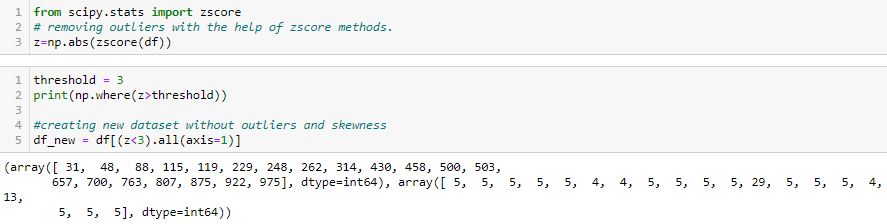 1 from scipy.stats import zscore
2 # removing outliers with the help of zscore methods.
3 z=np.abs(zscore(df))
1 threshold = 3
2 print(np.where(z>threshold))
3
4 #creating new dataset without outliers and skewness
5 df_new = df[(z<3).all(axis=1)]
(array([ 31, 48, 88, 115, 119, 229, 248, 262, 314, 430, 458, 500, 503,
657, 700, 763, 807, 875, 922, 975], dtype=int64), array([ 5, 5, 5, 5, 5, 4, 4, 5, 5, 5, 5, 5, 29, 5, 5, 5, 4,
13,
5, 5, 5], dtype=int64))